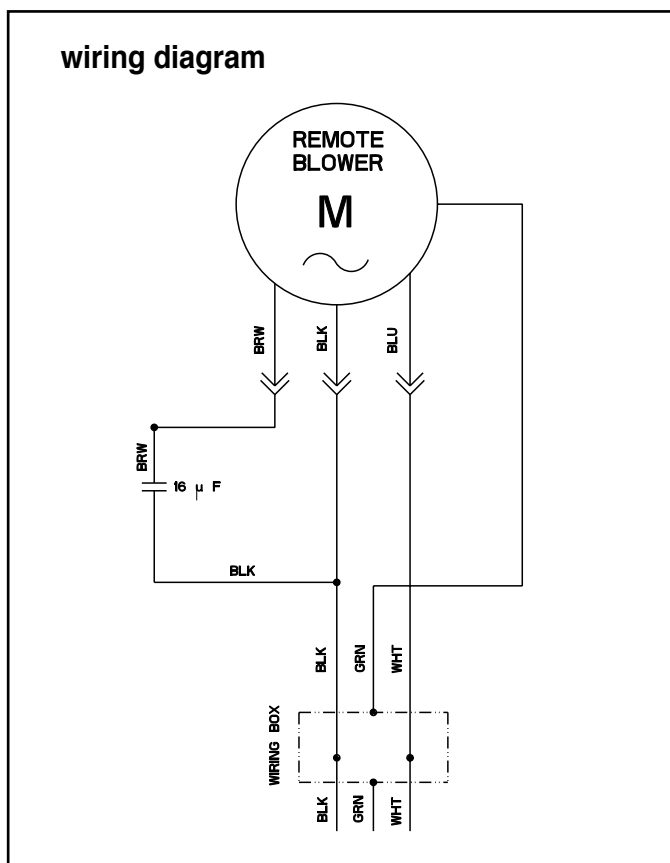 wiring diagram
REMOTE
BLOWER
M
BRW
BLK
BLU
BRW
16 µ F
BLK
BLK
GRN
WHT
WIRING BOX
BLK
GRN
WHT